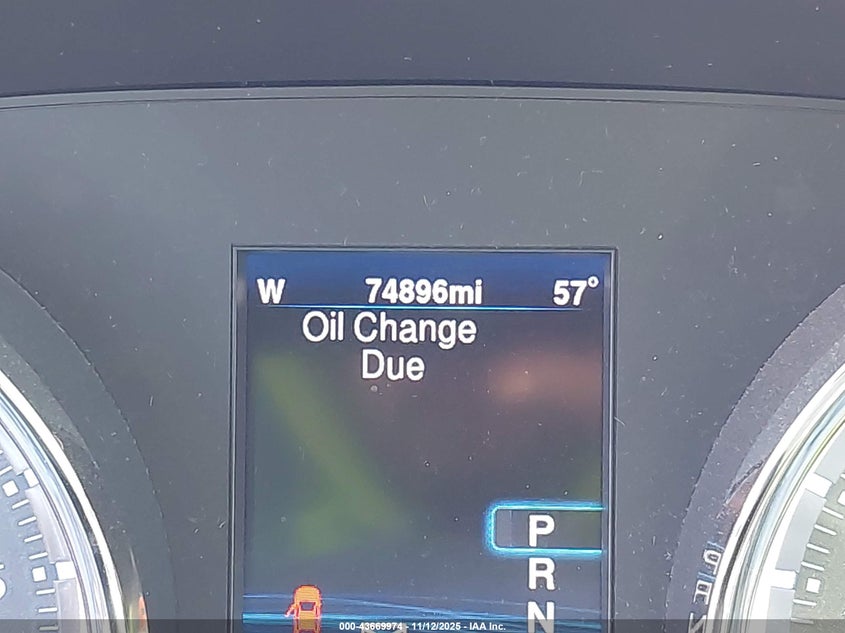 W 74896mi 57°
Oil Change
Due
P
R
N
000-43669974 - 11/12/2025 - IAA Inc.